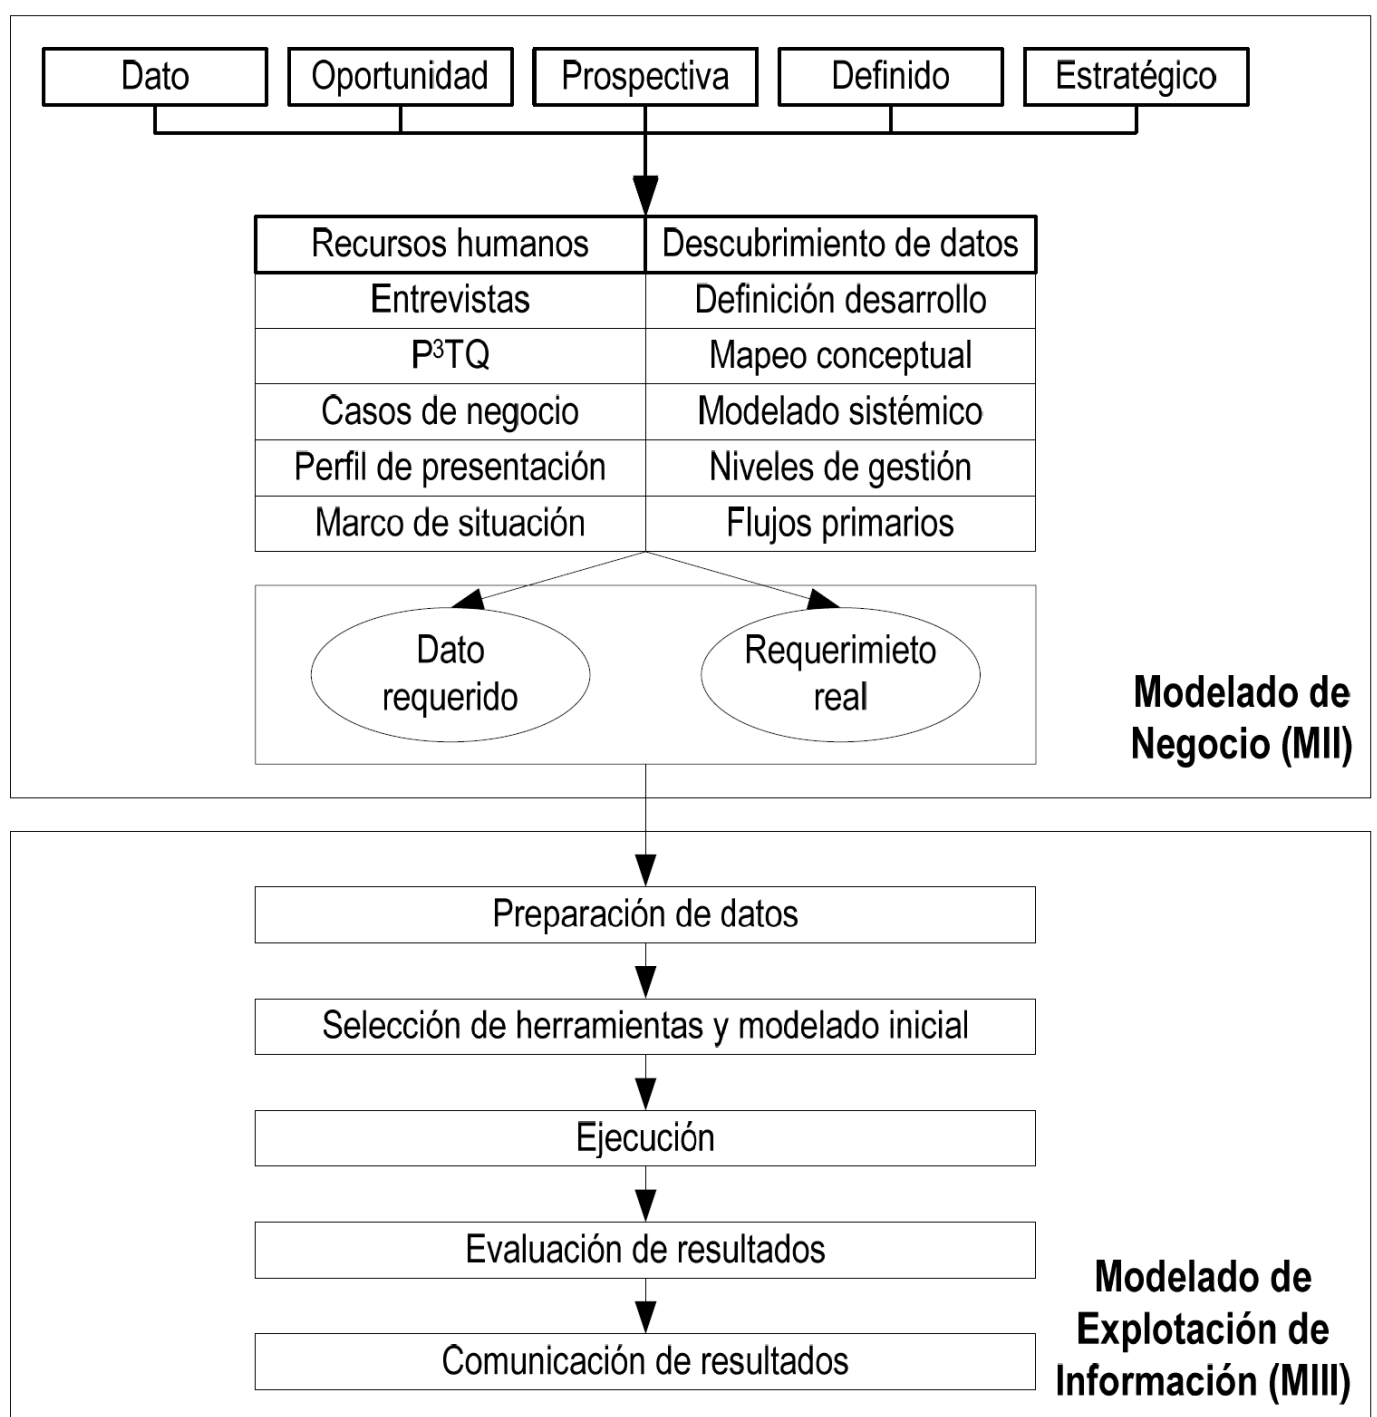 Dato
Oportunidad
Prospectiva
Definido
Estratégico
Recursos humanos
Descubrimiento de datos
Entrevistas
Definición desarrollo
P³TQ
Mapeo conceptual
Casos de negocio
Modelado sistémico
Perfil de presentación
Niveles de gestión
Marco de situación
Flujos primarios
Dato
requerido
Requerimieto
real
Modelado de
Negocio (MII)
Preparación de datos
Selección de herramientas y modelado inicial
Ejecución
Evaluación de resultados
Comunicación de resultados
Modelado de
Explotación de
Información (MIII)